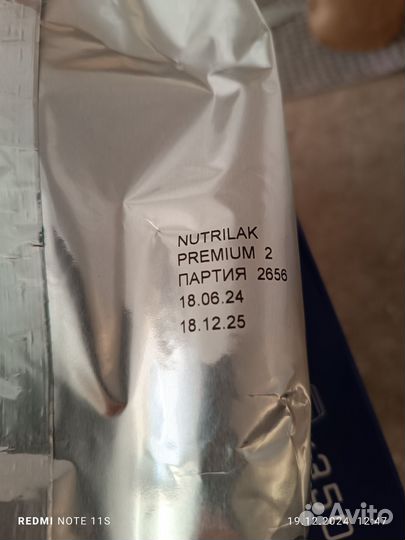 NUTRILAK
PREMIUM 2
ПАРТИЯ 2656
18.06.24
18.12.25
350
REDMI NOTE 11S
19.12.2024 12:47
Avito